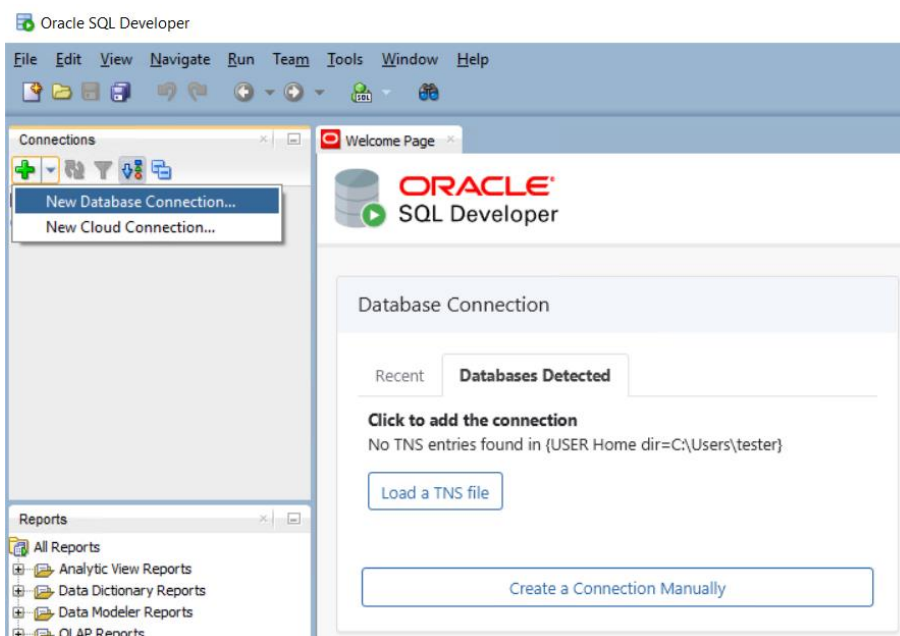 Oracle SQL Developer
File Edit View Navigate Run Team Tools Window Help
SQL
Connections
New Database Connection...
New Cloud Connection...
Welcome Page
ORACLE
SQL Developer
Database Connection
Recent Databases Detected
Click to add the connection
No TNS entries found in {USER Home dir=C:\Users\tester}
Load a TNS file
Create a Connection Manually
Reports
All Reports
Analytic View Reports
Data Dictionary Reports
Data Modeler Reports
OLAP Reports